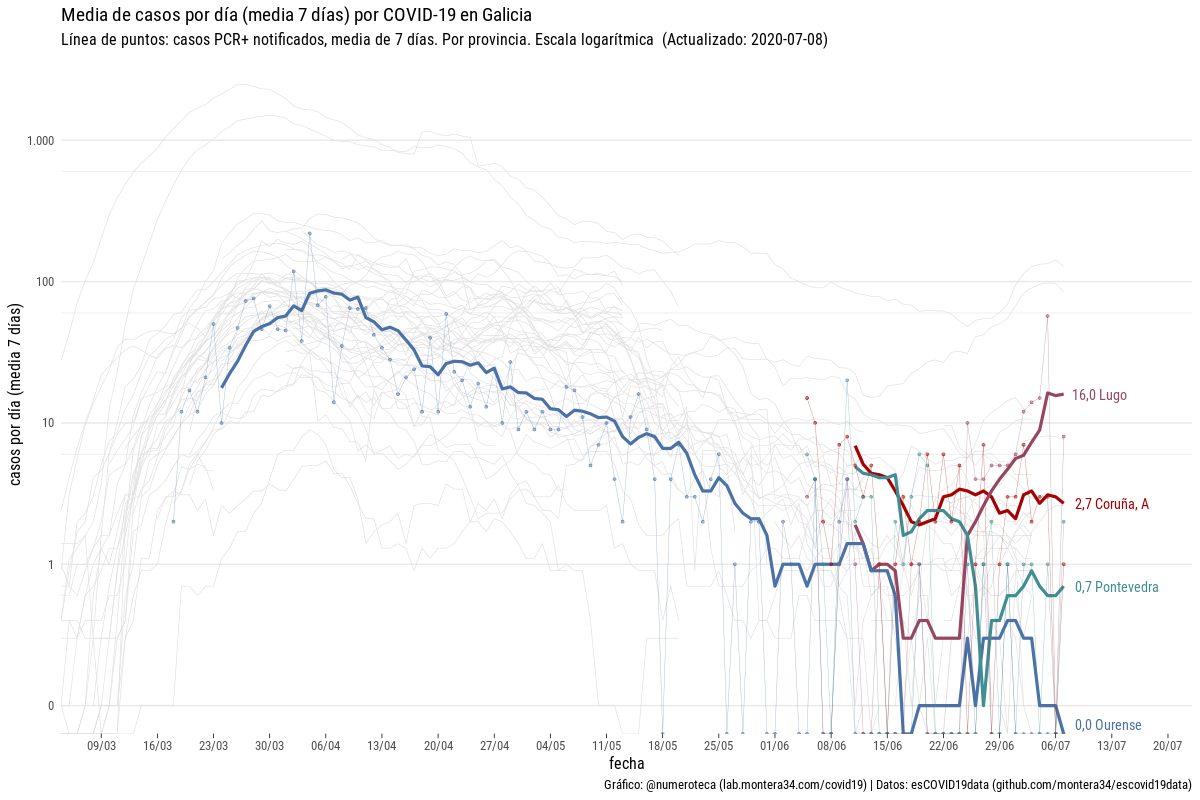 Media de casos por día (media 7 días) por COVID-19 en Galicia
Línea de puntos: casos PCR+ notificados, media de 7 días. Por provincia. Escala logarítmica  (Actualizado: 2020-07-08)
casos por día (media 7 días)
1.000
100
10
1
0
16,0 Lugo
2,7 Coruña, A
0,7 Pontevedra
0,0 Ourense
09/03 16/03 23/03 30/03 06/04 13/04 20/04 27/04 04/05 11/05 18/05 25/05 01/06 08/06 15/06 22/06 29/06 06/07 13/07 20/07
fecha
Gráfico: @numeroteca (lab.montera34.com/covid19) | Datos: esCOVID19data (github.com/montera34/escovid19data)